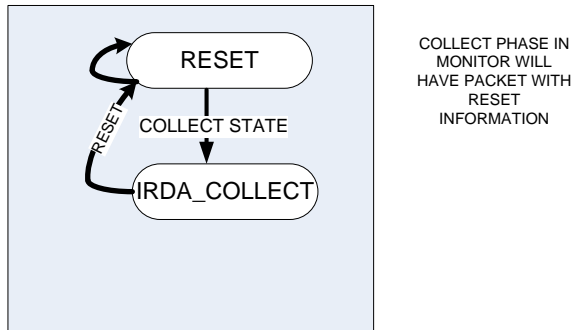 RESET
COLLECT STATE
RESET
IRDA_COLLECT
COLLECT PHASE IN
MONITOR WILL
HAVE PACKET WITH
RESET
INFORMATION